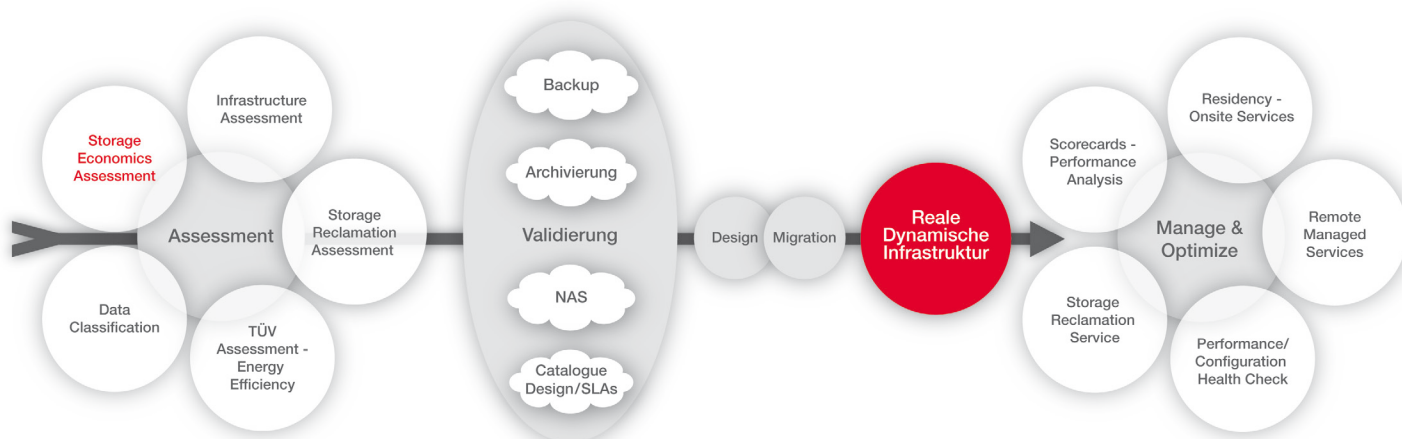 Infrastructure
Assessment
Storage
Economics
Assessment
Assessment
Storage
Reclamation
Assessment
Data
Classification
TÜV
Assessment -
Energy
Efficiency
Backup
Archivierung
Validierung
NAS
Catalogue
Design/SLAs
Design
Migration
Reale
Dynamische
Infrastruktur
Scorecards -
Performance
Analysis
Residency -
Onsite Services
Manage &
Optimize
Remote
Managed
Services
Storage
Reclamation
Service
Performance/
Configuration
Health Check